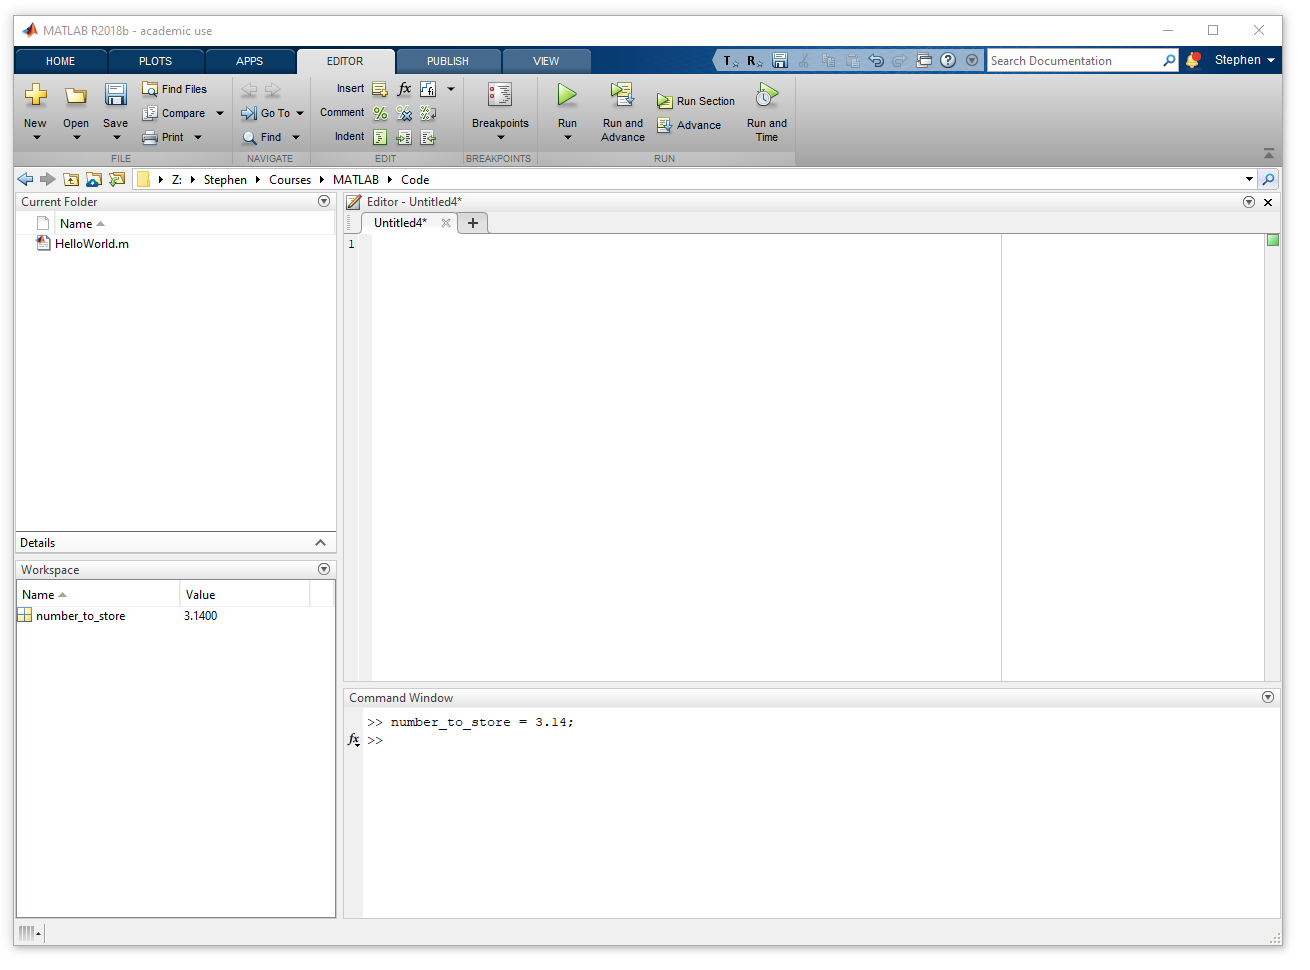 MATLAB R2018b - academic use
HOME PLOTS APPS EDITOR PUBLISH VIEW Search Documentation Stephen
New Open Save Find Files Compare Print
FILE
Go To Find
NAVIGATE
Insert fx
Comment
Indent
EDIT
Breakpoints
BREAKPOINTS
Run Run and Advance Run Section Advance Run and Time
RUN
Z: Stephen Courses MATLAB Code
Current Folder
Name
HelloWorld.m
Details
Workspace
Name Value
number_to_store 3.1400
Editor - Untitled4*
Untitled4* +
1
Command Window
>> number_to_store = 3.14;
fx >>